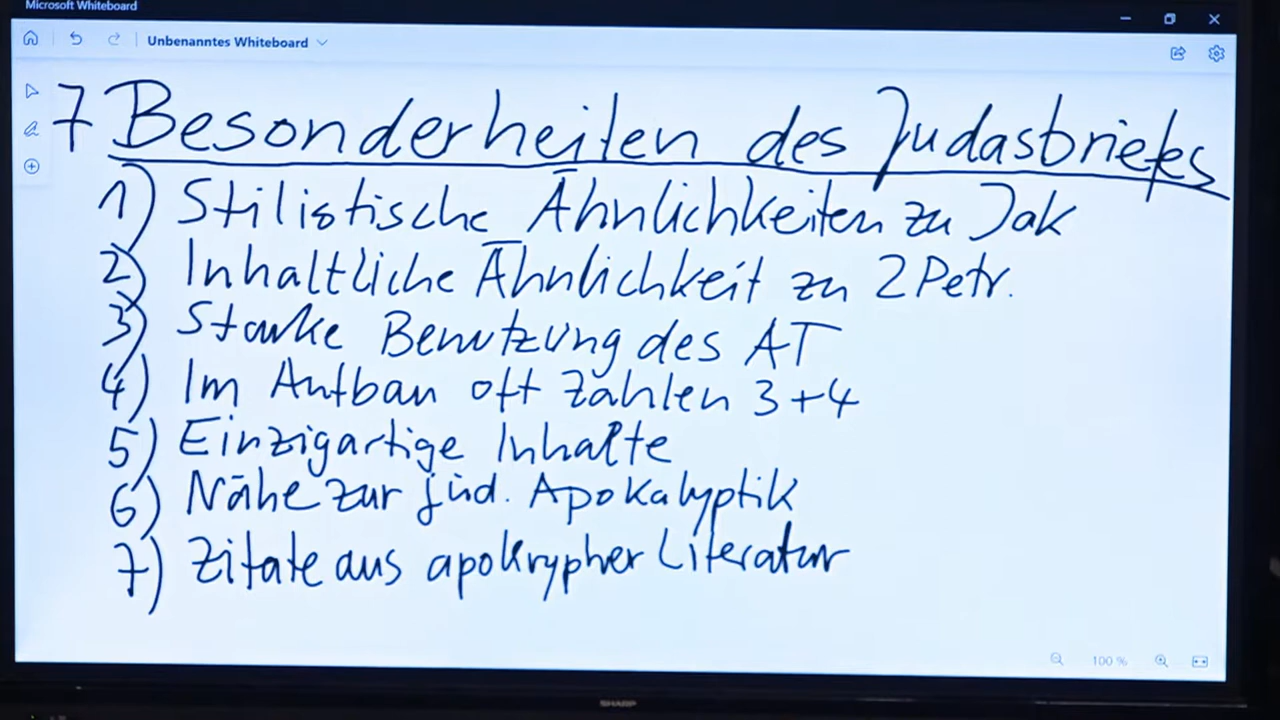 Microsoft Whiteboard
Unbenanntes Whiteboard
7 Besonderheiten des Judasbriefes
1) Stilistische Ähnlichkeiten zu Jak
2) Inhaltliche Ähnlichkeit zu 2 Petr.
3) Starke Benutzung des AT
4) Im Aufbau oft Zahlen 3+4
5) Einzigartige Inhalte
6) Nähe zur jüd. Apokalyptik
7) Zitate aus apokrypher Literatur
100 %
SHARP